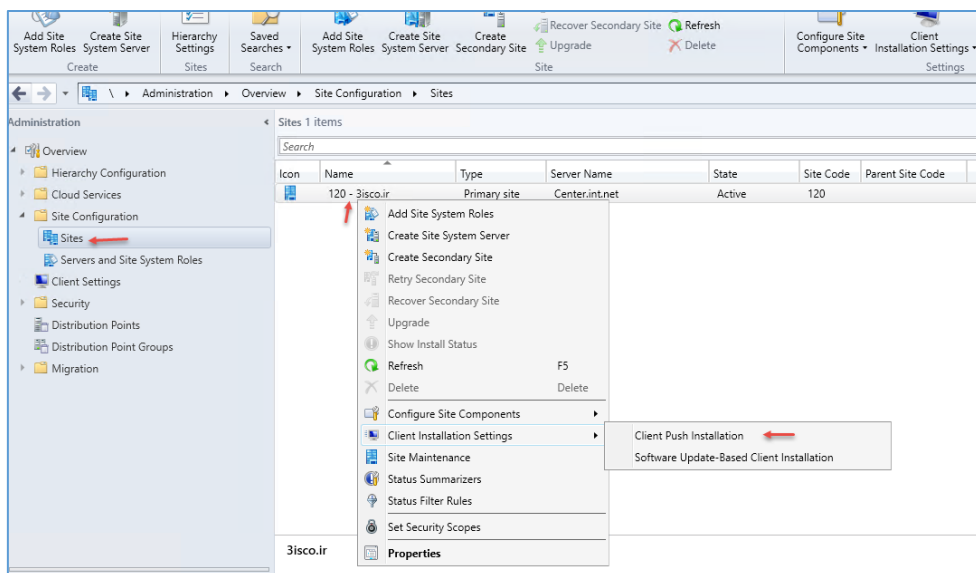 Add Site System Roles
Create Site System Server
Hierarchy Settings
Saved Searches
Add Site System Roles
Create Site System Server
Create Secondary Site
Recover Secondary Site
Refresh
Upgrade
Delete
Configure Site Components
Client Installation Settings
Create
Sites
Search
Site
Settings
\ Administration Overview Site Configuration Sites
Administration
Overview
Hierarchy Configuration
Cloud Services
Site Configuration
Sites
Servers and Site System Roles
Client Settings
Security
Distribution Points
Distribution Point Groups
Migration
Sites 1 items
Search
Icon Name Type Server Name State Site Code Parent Site Code
120 - 3isco.ir Primary site Center.int.net Active 120
Add Site System Roles
Create Site System Server
Create Secondary Site
Retry Secondary Site
Recover Secondary Site
Upgrade
Show Install Status
Refresh F5
Delete Delete
Configure Site Components
Client Installation Settings
Site Maintenance
Status Summarizers
Status Filter Rules
Set Security Scopes
Properties
Client Push Installation
Software Update-Based Client Installation
3isco.ir